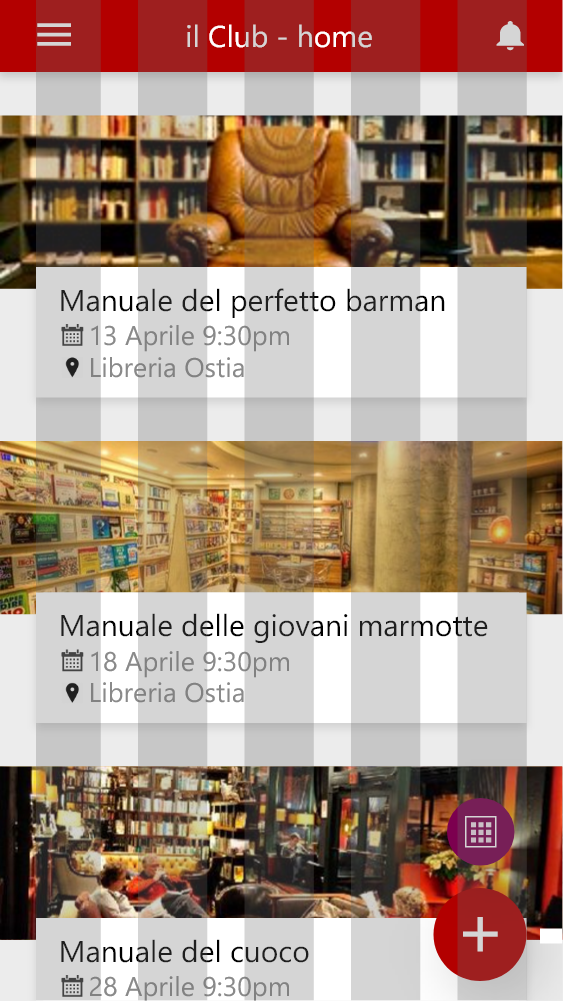 il Club - home
Manuale del perfetto barman
13 Aprile 9:30pm
Libreria Ostia
Manuale delle giovani marmotte
18 Aprile 9:30pm
Libreria Ostia
Manuale del cuoco
28 Aprile 9:30pm